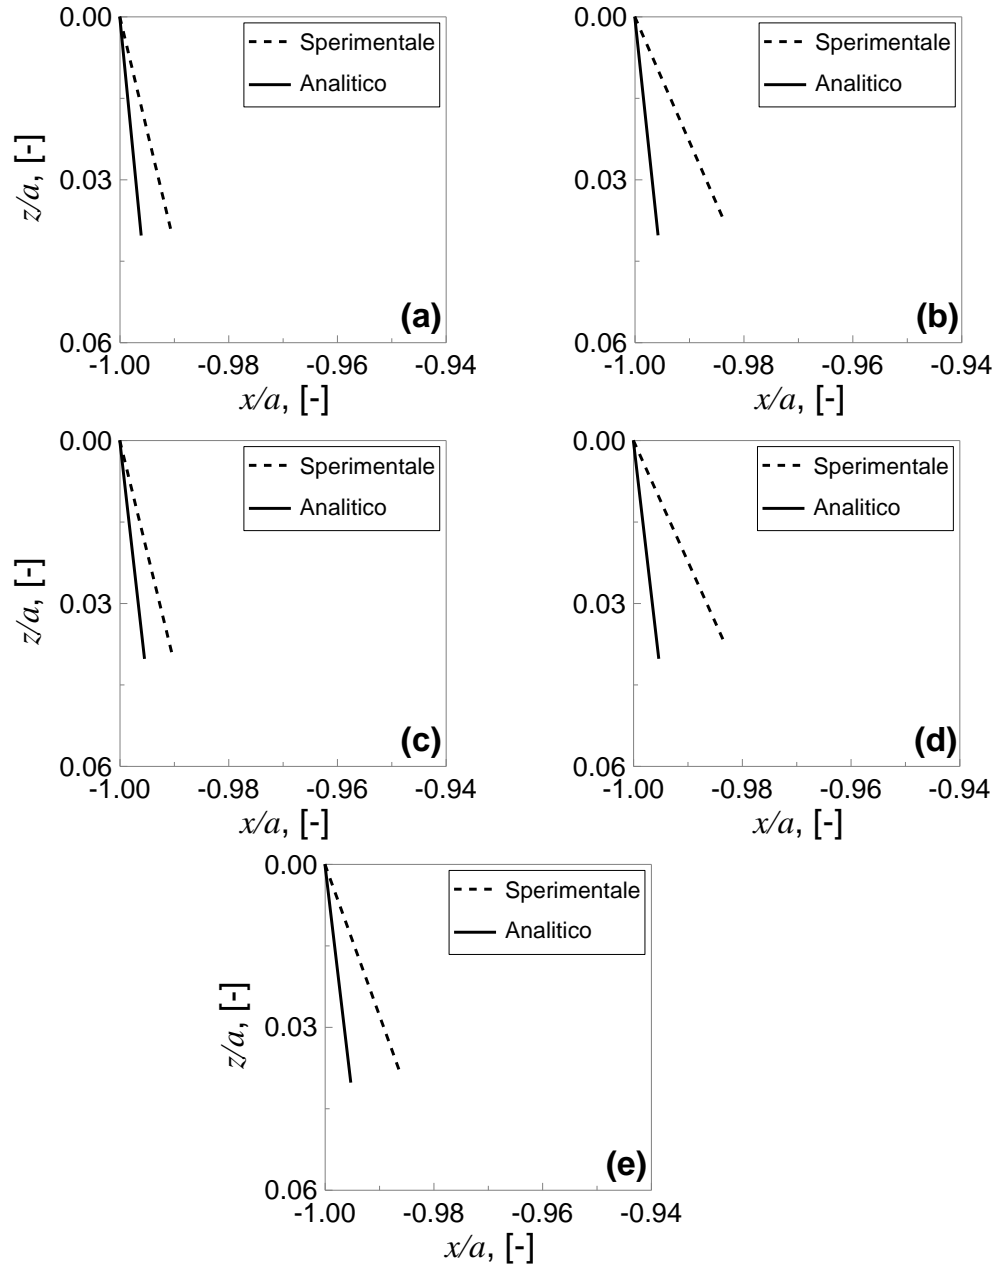 0.00
Sperimentale
Analitico
z/a, [-]
0.03
(a)
0.06
-1.00 -0.98 -0.96 -0.94
x/a, [-]
0.00
Sperimentale
Analitico
0.03
(b)
0.06
-1.00 -0.98 -0.96 -0.94
x/a, [-]
0.00
Sperimentale
Analitico
z/a, [-]
0.03
(c)
0.06
-1.00 -0.98 -0.96 -0.94
x/a, [-]
0.00
Sperimentale
Analitico
0.03
(d)
0.06
-1.00 -0.98 -0.96 -0.94
x/a, [-]
0.00
Sperimentale
Analitico
z/a, [-]
0.03
(e)
0.06
-1.00 -0.98 -0.96 -0.94
x/a, [-]